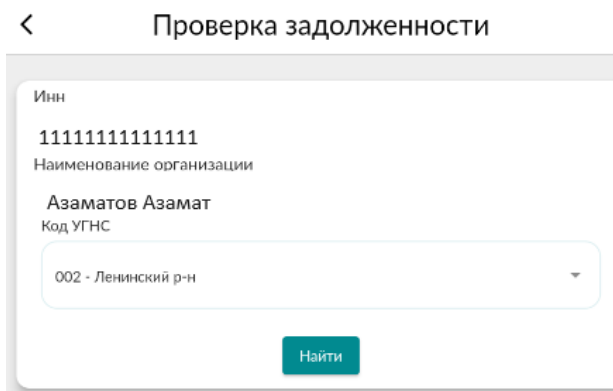 Проверка задолженности
Инн
11111111111111
Наименование организации
Азаматов Азамат
Код УГНС
002 - Ленинский р-н
Найти